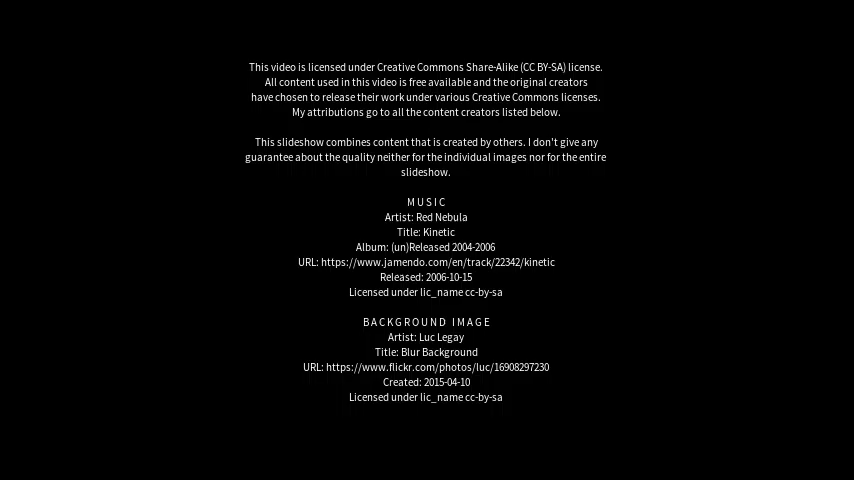 This video is licensed under Creative Commons Share-Alike (CC BY-SA) license.
All content used in this video is free available and the original creators
have chosen to release their work under various Creative Commons licenses.
My attributions go to all the content creators listed below.
This slideshow combines content that is created by others. I don't give any
guarantee about the quality neither for the individual images nor for the entire
slideshow.
MUSIC
Artist: Red Nebula
Title: Kinetic
Album: (un)Released 2004-2006
URL: https://www.jamendo.com/en/track/22342/kinetic
Released: 2006-10-15
Licensed under lic_name cc-by-sa
BACKGROUND IMAGE
Artist: Luc Legay
Title: Blur Background
URL: https://www.flickr.com/photos/luc/16908297230
Created: 2015-04-10
Licensed under lic_name cc-by-sa